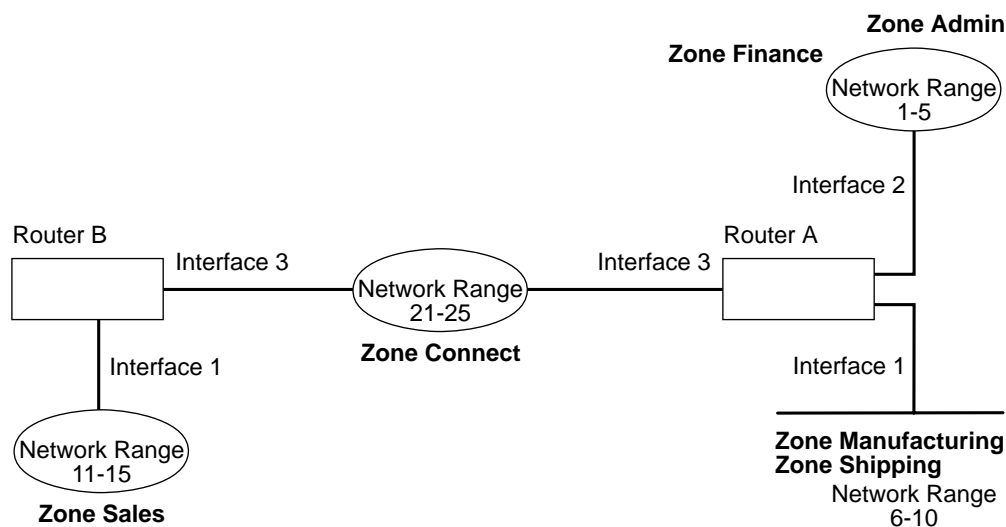 Zone Admin
Zone Finance
Network Range
1-5
Interface 2
Router B
Router A
Interface 3
Interface 3
Network Range
21-25
Zone Connect
Interface 1
Interface 1
Network Range
11-15
Zone Sales
Zone Manufacturing
Zone Shipping
Network Range
6-10